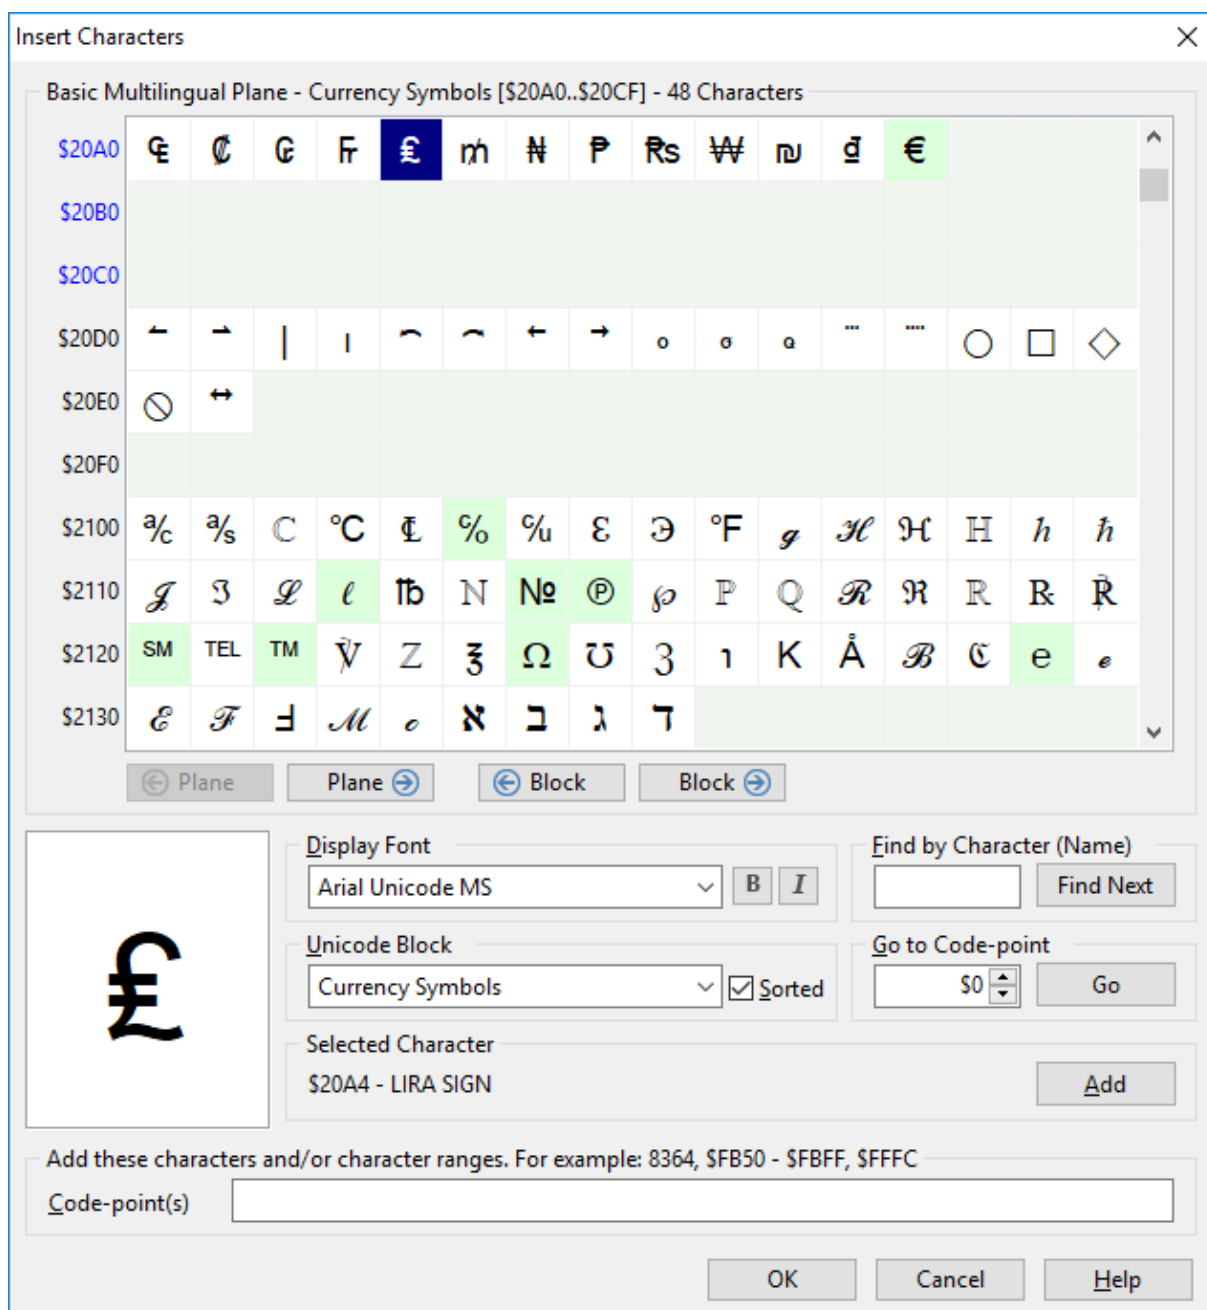 Insert Characters
Basic Multilingual Plane - Currency Symbols [$20A0..$20CF] - 48 Characters
$20A0 ₠ ₡ ₢ ₣ ₤ ₥ ₦ ₧ ₨ ₩ ₪ ₫ €
$20B0
$20C0
$20D0
$20E0
$20F0
$2100 ℀ ℁ ℂ ℃ ℄ ℅ ℆ ℇ ℈ ℉ ℊ ℋ ℌ ℍ ℎ ℏ
$2110 ℐ ℑ ℒ ℓ ℔ ℕ № ℗ ℘ ℙ ℚ ℛ ℜ ℝ ℞ ℟
$2120 ℠ ℡ ™ ℣ ℤ ℥ Ω ℧ ℨ ℩ K Å ℬ ℭ ℮ ℯ
$2130 ℰ ℱ Ⅎ ℳ ℴ ℵ ℶ ℷ ℸ
Plane Plane Block Block
₤
Display Font
Arial Unicode MS B I
Find by Character (Name)
Find Next
Unicode Block
Currency Symbols Sorted
Go to Code-point
$0 Go
Selected Character
$20A4 - LIRA SIGN Add
Add these characters and/or character ranges. For example: 8364, $FB50 - $FBFF, $FFFC
Code-point(s)
OK Cancel Help